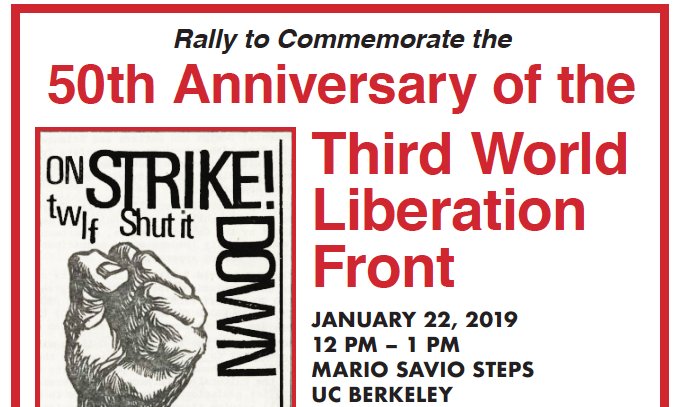 Rally to Commemorate the
50th Anniversary of the
Third World
Liberation
Front
ON STRIKE!
twlf Shut it
DOWN
JANUARY 22, 2019
12 PM – 1 PM
MARIO SAVIO STEPS
UC BERKELEY